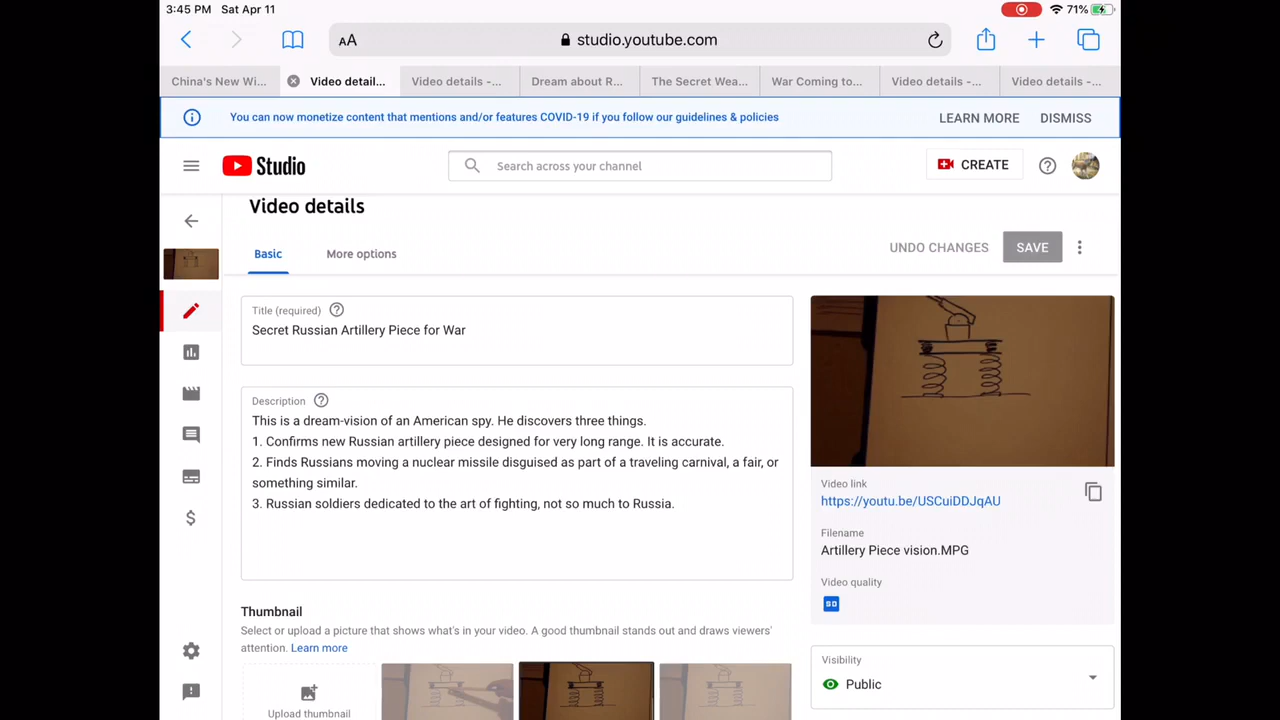 3:45 PM Sat Apr 11 71%
AA studio.youtube.com
China's New Wi... Video detail... Video details -... Dream about R... The Secret Wea... War Coming to... Video details -... Video details -...
You can now monetize content that mentions and/or features COVID-19 if you follow our guidelines & policies LEARN MORE DISMISS
Studio Search across your channel CREATE
Video details
Basic More options UNDO CHANGES SAVE
Title (required)
Secret Russian Artillery Piece for War
Description
This is a dream-vision of an American spy. He discovers three things.
1. Confirms new Russian artillery piece designed for very long range. It is accurate.
2. Finds Russians moving a nuclear missile disguised as part of a traveling carnival, a fair, or
something similar.
3. Russian soldiers dedicated to the art of fighting, not so much to Russia.
Video link
https://youtu.be/USCuiDDJqAU
Filename
Artillery Piece vision.MPG
Video quality
SD
Thumbnail
Select or upload a picture that shows what's in your video. A good thumbnail stands out and draws viewers'
attention. Learn more
Upload thumbnail
Visibility
Public